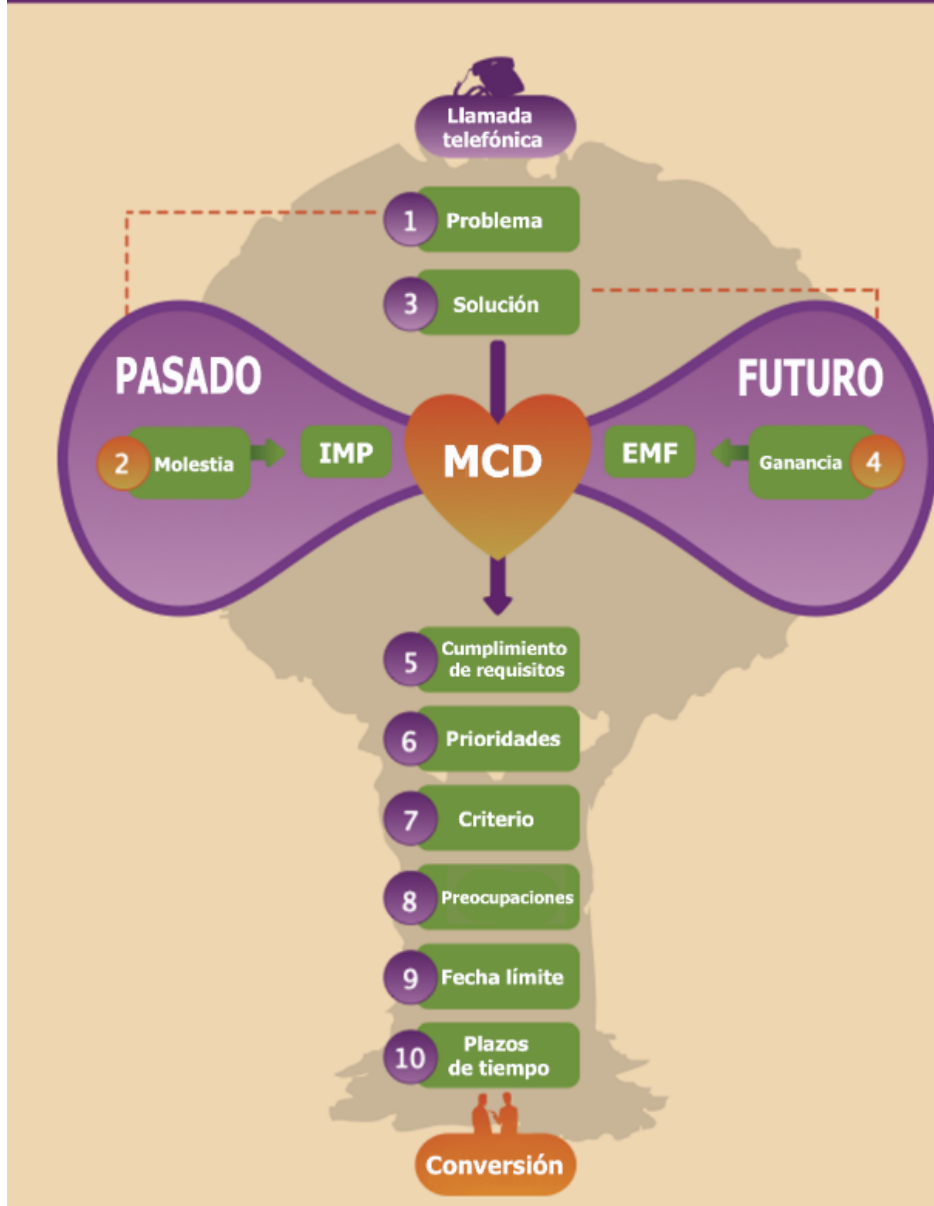 Llamada
telefónica
1 Problema
3 Solución
PASADO
FUTURO
2 Molestia
IMP
MCD
EMF
Ganancia 4
5 Cumplimiento
de requisitos
6 Prioridades
7 Criterio
8 Preocupaciones
9 Fecha límite
10 Plazos
de tiempo
Conversión